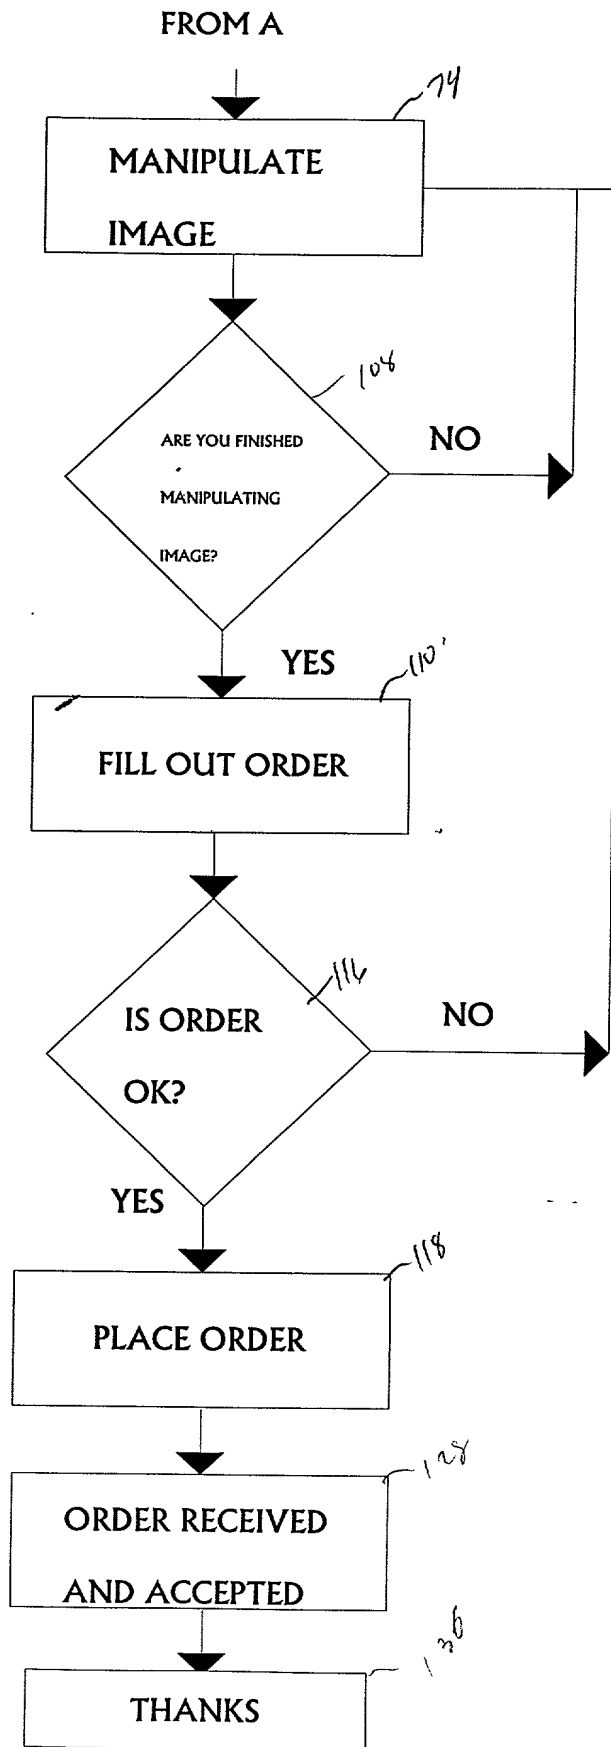 FROM A
74
MANIPULATE
IMAGE
108
ARE YOU FINISHED
NO
MANIPULATING
IMAGE?
YES
110
FILL OUT ORDER
116
IS ORDER
NO
OK?
YES
118
PLACE ORDER
128
ORDER RECEIVED
AND ACCEPTED
136
THANKS